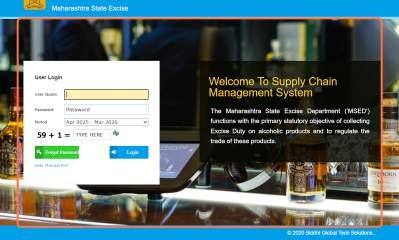 Maharashtra State Excise
User Login
User Name
Password Password
Period Apr 2025 - Mar 2026
59 + 1 = TYPE HERE
Forgot Password Login
User Manual PDF
Welcome To Supply Chain
Management System
The Maharashtra State Excise Department ('MSED')
functions with the primary statutory objective of collecting
Excise Duty on alcoholic products and to regulate the
trade of these products.
© 2020 Siddhi Global Tech Solutions..